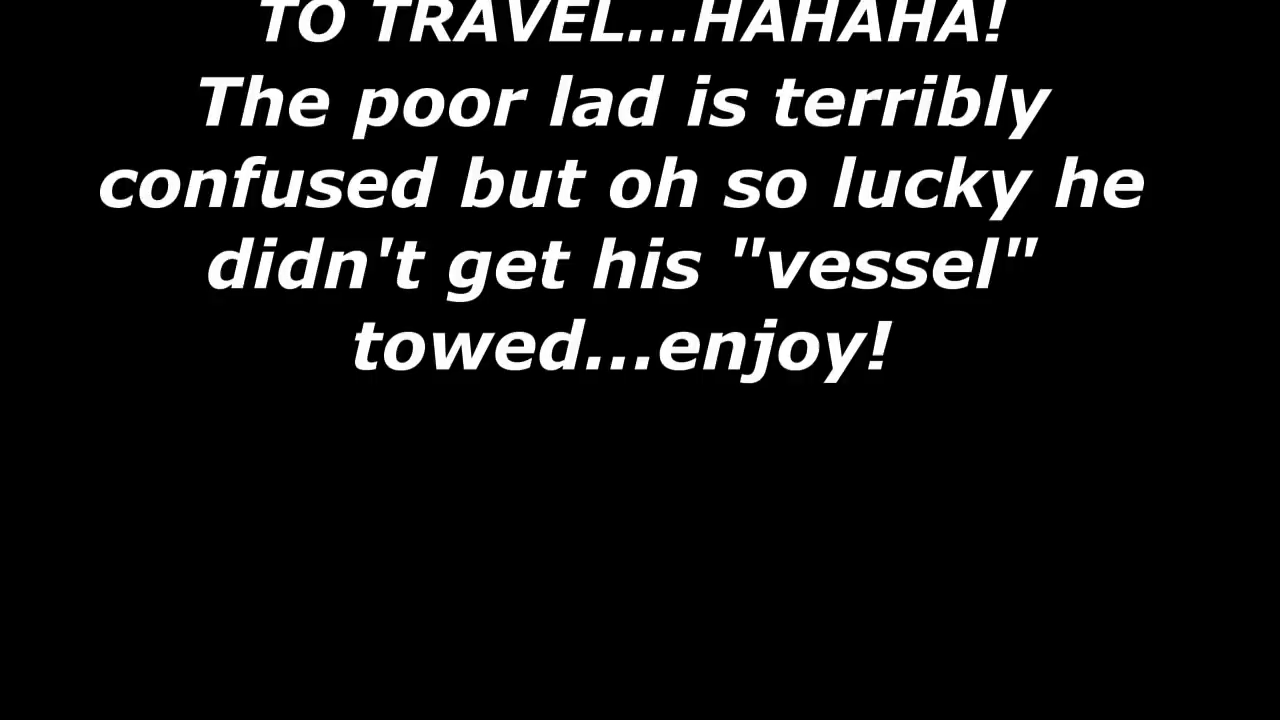 TO TRAVEL...HAHAHA!
The poor lad is terribly
confused but oh so lucky he
didn't get his "vessel"
towed...enjoy!